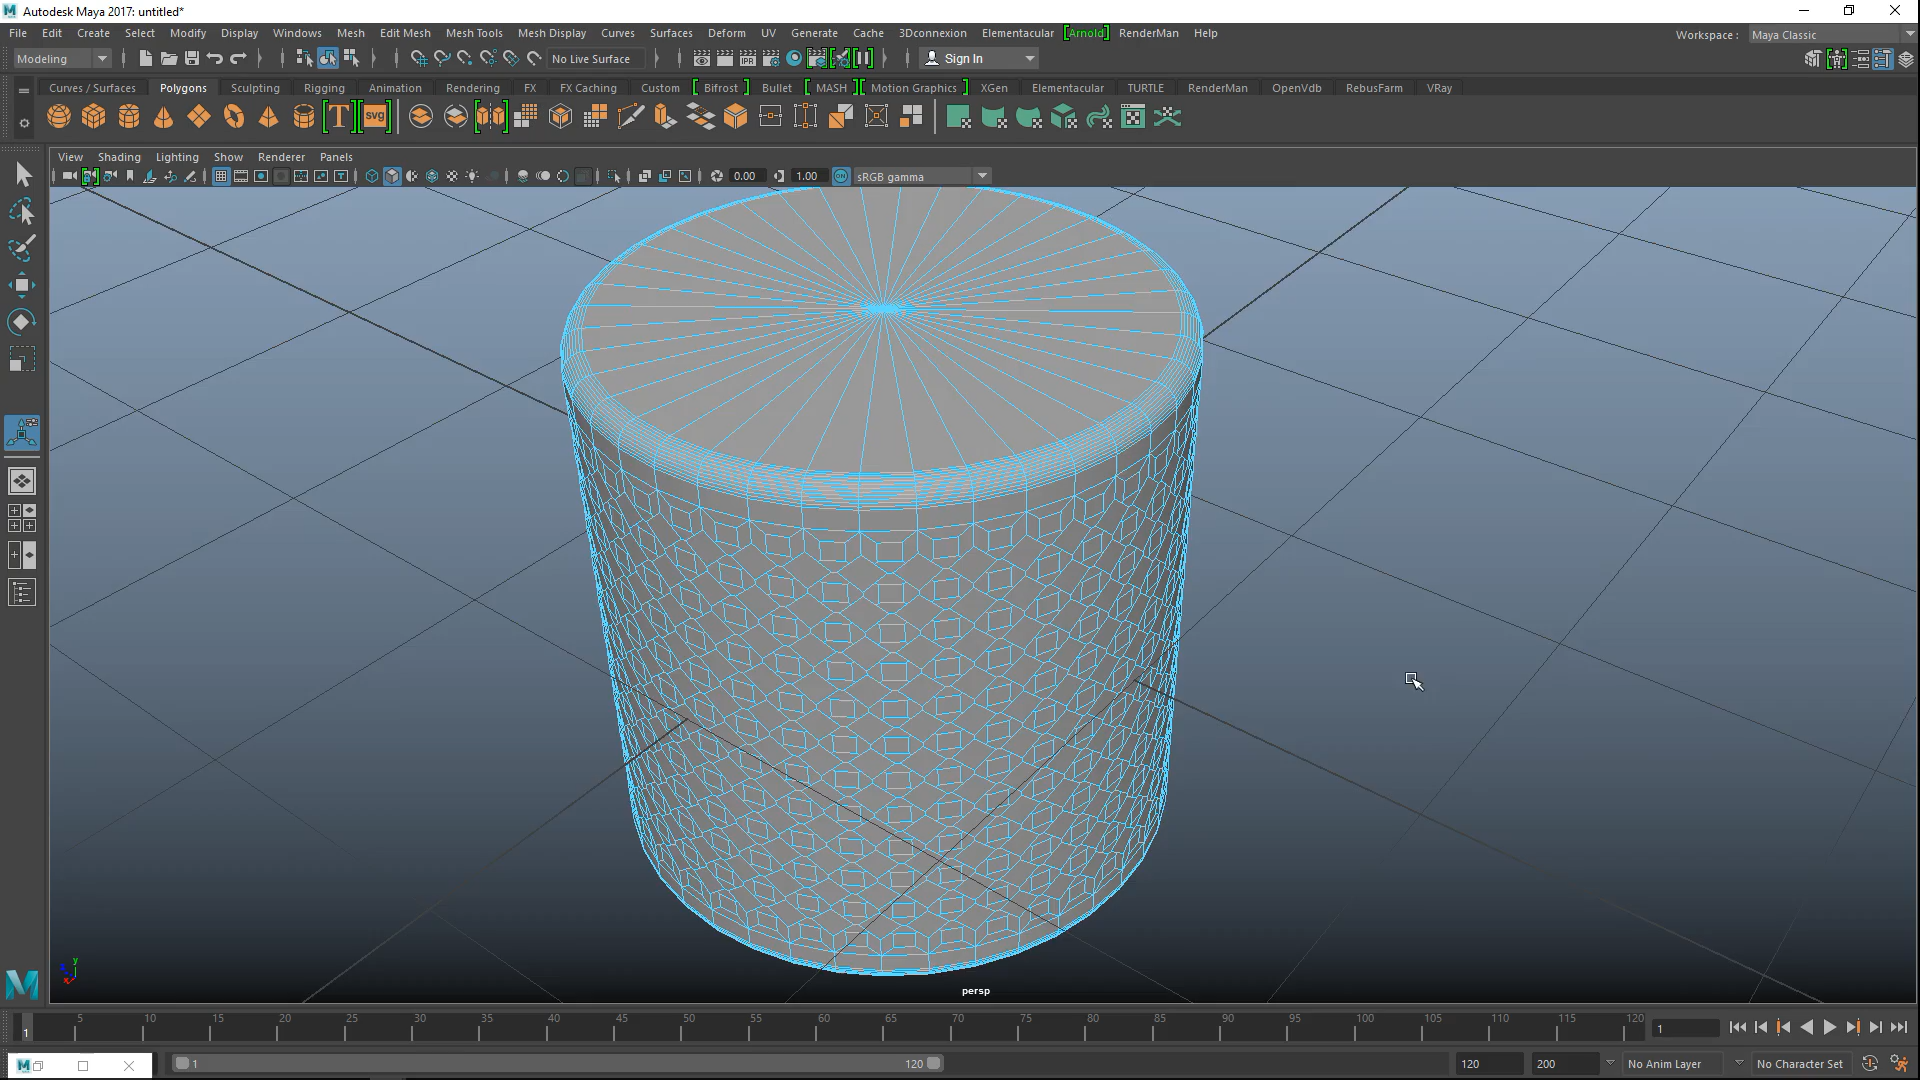 Autodesk Maya 2017: untitled*
File Edit Create Select Modify Display Windows Mesh Edit Mesh Mesh Tools Mesh Display Curves Surfaces Deform UV Generate Cache 3Dconnexion Elementacular [Arnold] RenderMan Help Workspace : Maya Classic
Modeling No Live Surface IPR Sign In
Curves / Surfaces Polygons Sculpting Rigging Animation Rendering FX FX Caching Custom Bifrost Bullet MASH Motion Graphics XGen Elementacular TURTLE RenderMan OpenVdb RebusFarm VRay
T svg
View Shading Lighting Show Renderer Panels
0.00 1.00 ON sRGB gamma
y
persp
5 10 15 20 25 30 35 40 45 50 55 60 65 70 75 80 85 90 95 100 105 110 115 120
1 1
1 120 120 200 No Anim Layer No Character Set